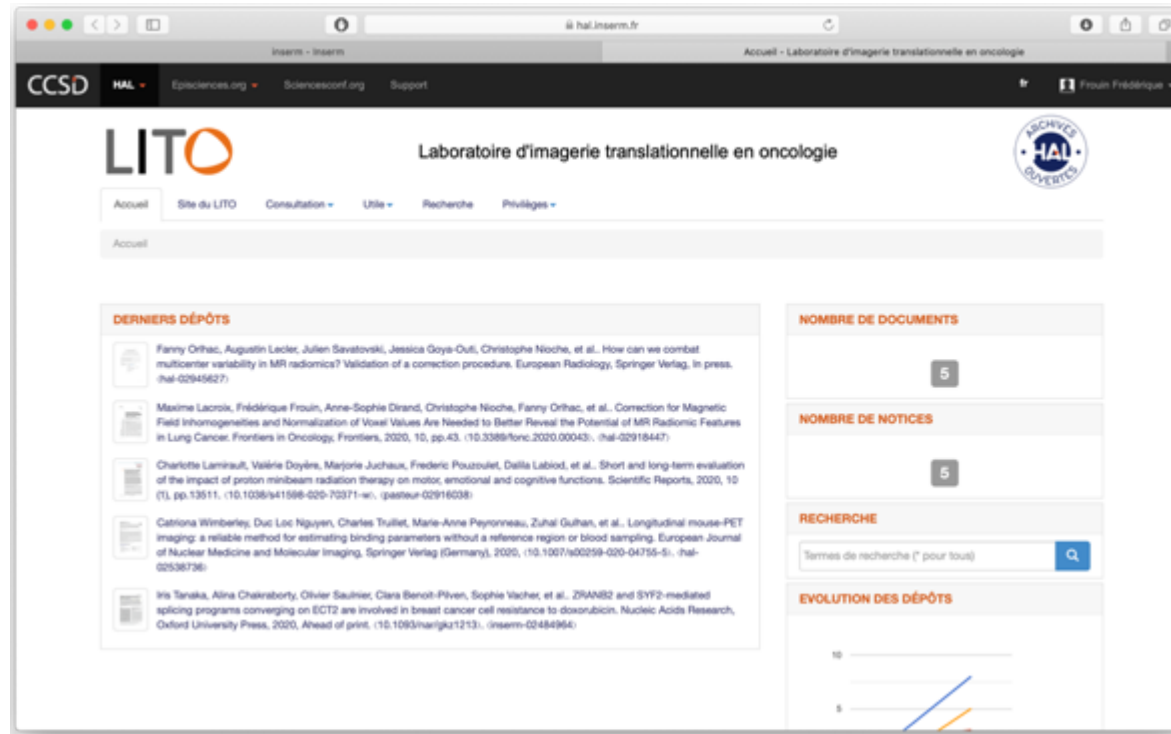 hal.inserm.fr
inserm - Inserm
Accueil - Laboratoire d'imagerie translationnelle en oncologie
CCSD
HAL
Episciences.org
Sciencesconf.org
Support
fr
Frouin Frédérique
LITO
Laboratoire d'imagerie translationnelle en oncologie
ARCHIVES
HAL
OUVERTES
Accueil
Site du LITO
Consultation
Utile
Recherche
Privilèges
Accueil
DERNIERS DÉPÔTS
Fanny Orlhac, Augustin Lecler, Julien Savatovski, Jessica Goya-Outi, Christophe Nioche, et al.. How can we combat
multicenter variability in MR radiomics? Validation of a correction procedure. European Radiology, Springer Verlag, In press.
⟨hal-02945627⟩
Maxime Lacroix, Frédérique Frouin, Anne-Sophie Dirand, Christophe Nioche, Fanny Orlhac, et al.. Correction for Magnetic
Field Inhomogeneities and Normalization of Voxel Values Are Needed to Better Reveal the Potential of MR Radiomic Features
in Lung Cancer. Frontiers in Oncology, Frontiers, 2020, 10, pp.43. ⟨10.3389/fonc.2020.00043⟩. ⟨hal-02918447⟩
Charlotte Lamirault, Valérie Doyère, Marjorie Juchaux, Frederic Pouzoulet, Dalila Labiod, et al.. Short and long-term evaluation
of the impact of proton minibeam radiation therapy on motor, emotional and cognitive functions. Scientific Reports, 2020, 10
(1), pp.13511. ⟨10.1038/s41598-020-70371-w⟩. ⟨pasteur-02916038⟩
Catriona Wimberley, Duc Loc Nguyen, Charles Truillet, Marie-Anne Peyronneau, Zuhal Gulhan, et al.. Longitudinal mouse-PET
imaging: a reliable method for estimating binding parameters without a reference region or blood sampling. European Journal
of Nuclear Medicine and Molecular Imaging, Springer Verlag (Germany), 2020, ⟨10.1007/s00259-020-04755-5⟩. ⟨hal-
02538736⟩
Iris Tanaka, Alina Chakraborty, Olivier Saulnier, Clara Benoit-Pilven, Sophie Vacher, et al.. ZRANB2 and SYF2-mediated
splicing programs converging on ECT2 are involved in breast cancer cell resistance to doxorubicin. Nucleic Acids Research,
Oxford University Press, 2020, Ahead of print. ⟨10.1093/nar/gkz1213⟩. ⟨inserm-02484964⟩
NOMBRE DE DOCUMENTS
5
NOMBRE DE NOTICES
5
RECHERCHE
Termes de recherche (* pour tous)
EVOLUTION DES DÉPÔTS
10
5